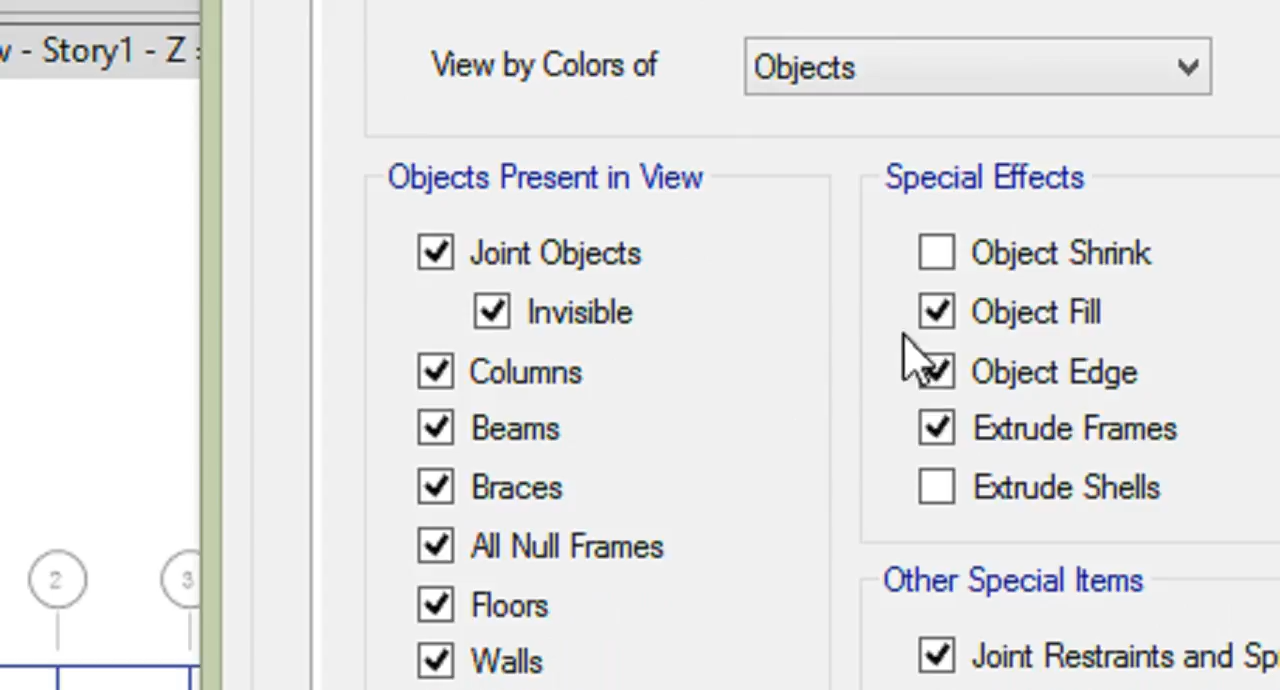 - Story1 - Z
View by Colors of
Objects
Objects Present in View
Joint Objects
Invisible
Columns
Beams
Braces
All Null Frames
Floors
Walls
Special Effects
Object Shrink
Object Fill
Object Edge
Extrude Frames
Extrude Shells
Other Special Items
Joint Restraints and
2
3